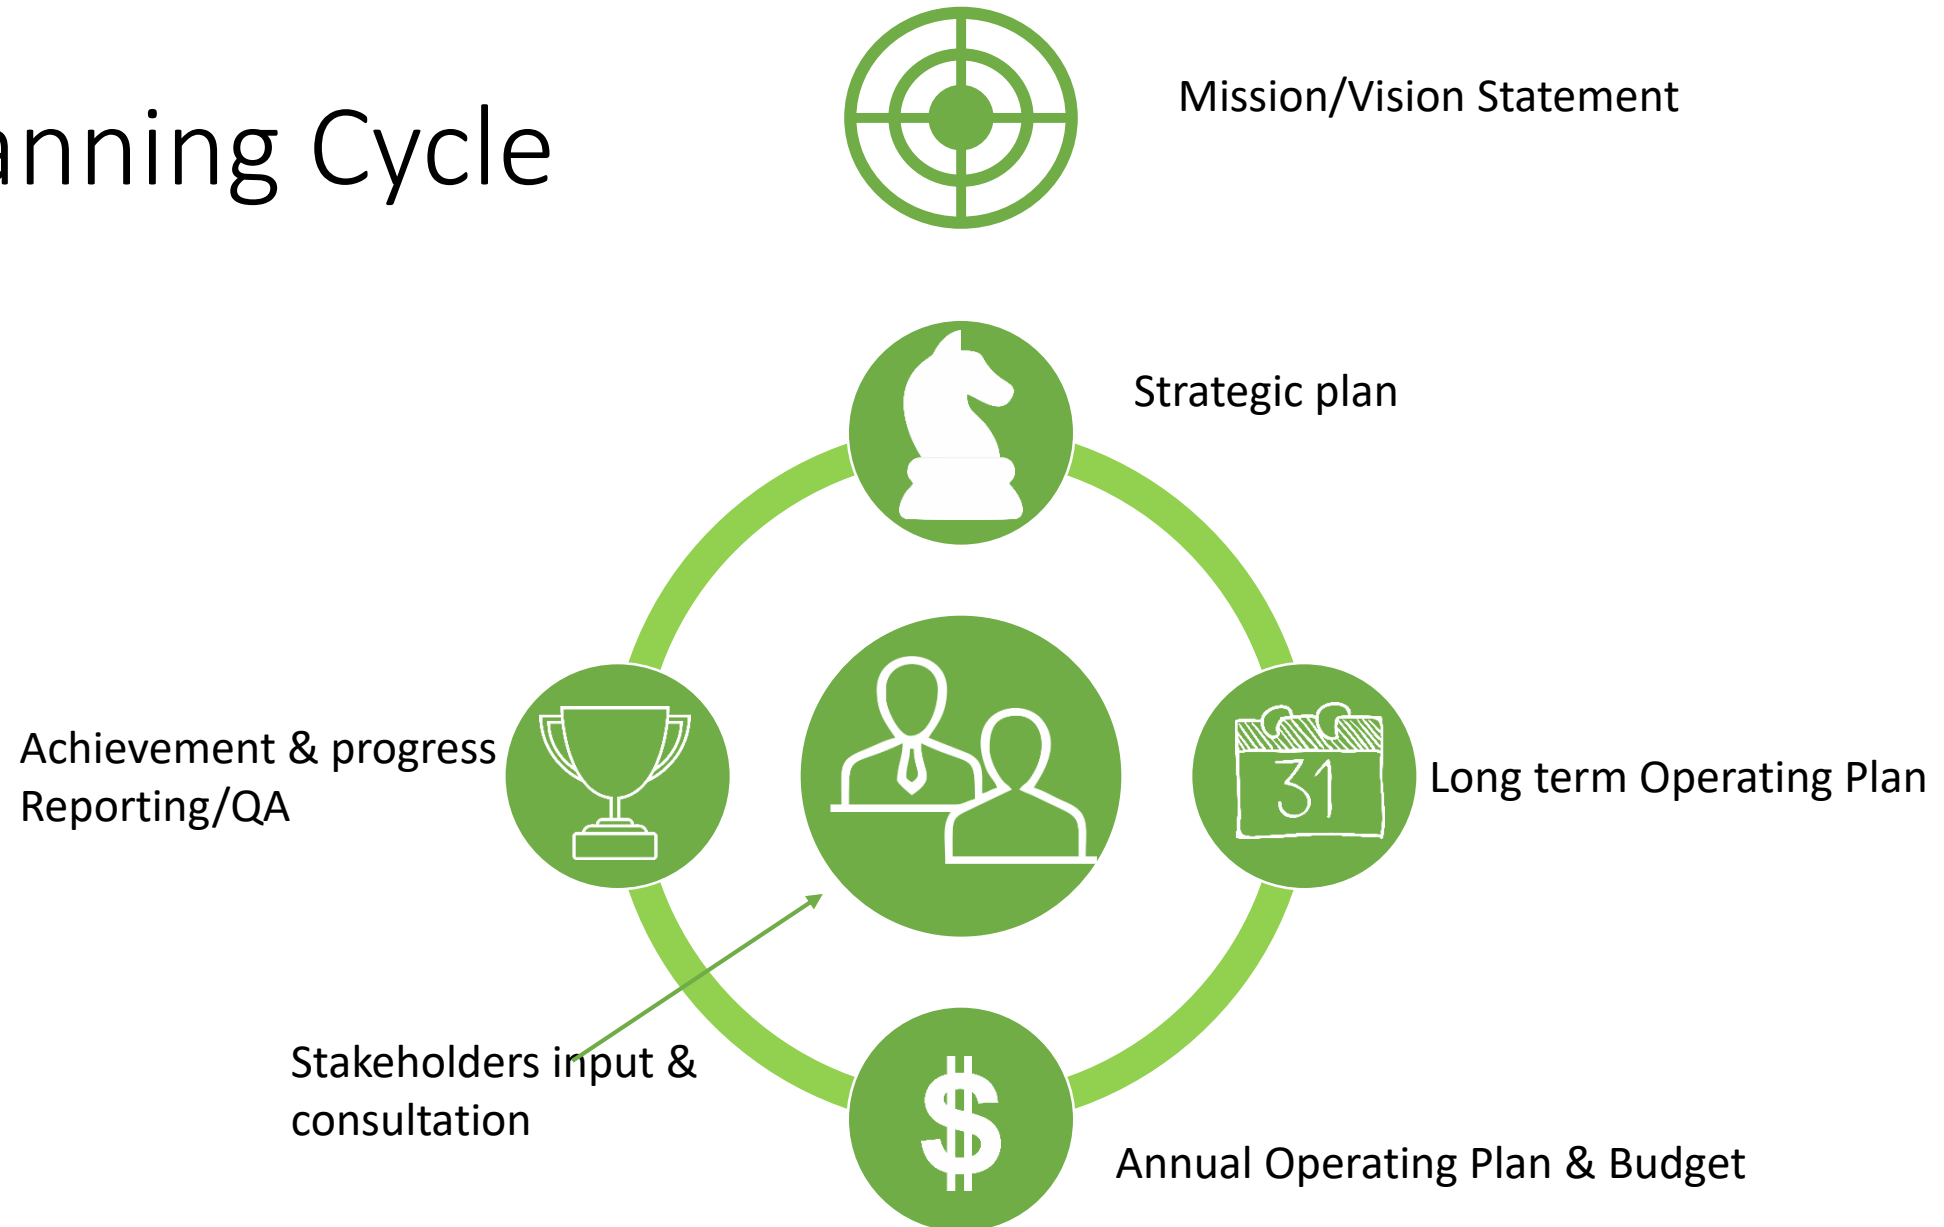 anning Cycle
Mission/Vision Statement
Strategic plan
Achievement & progress
Reporting/QA
31
Long term Operating Plan
Stakeholders input &
consultation
$
Annual Operating Plan & Budget